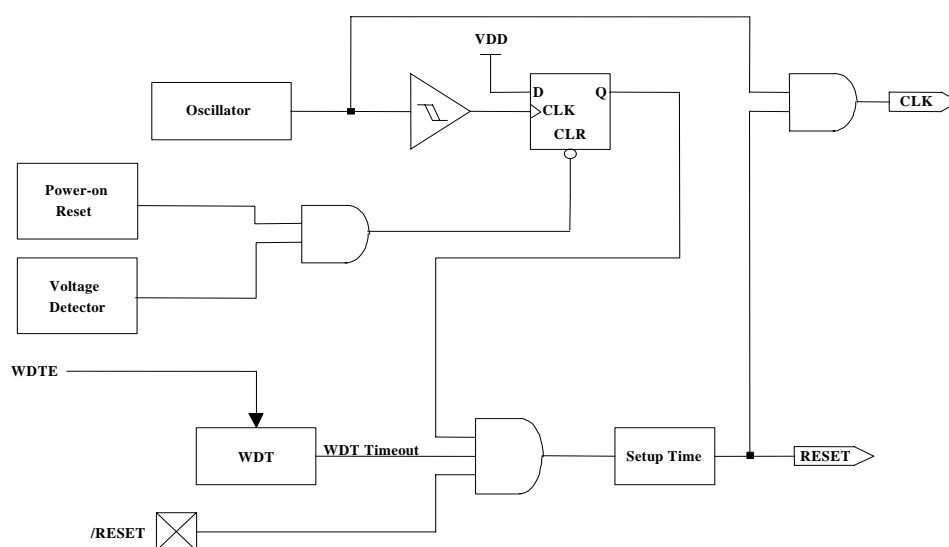 VDD
Oscillator
D
Q
CLK
CLR
CLK
Power-on
Reset
Voltage
Detector
WDTE
WDT
WDT Timeout
Setup Time
RESET
/RESET